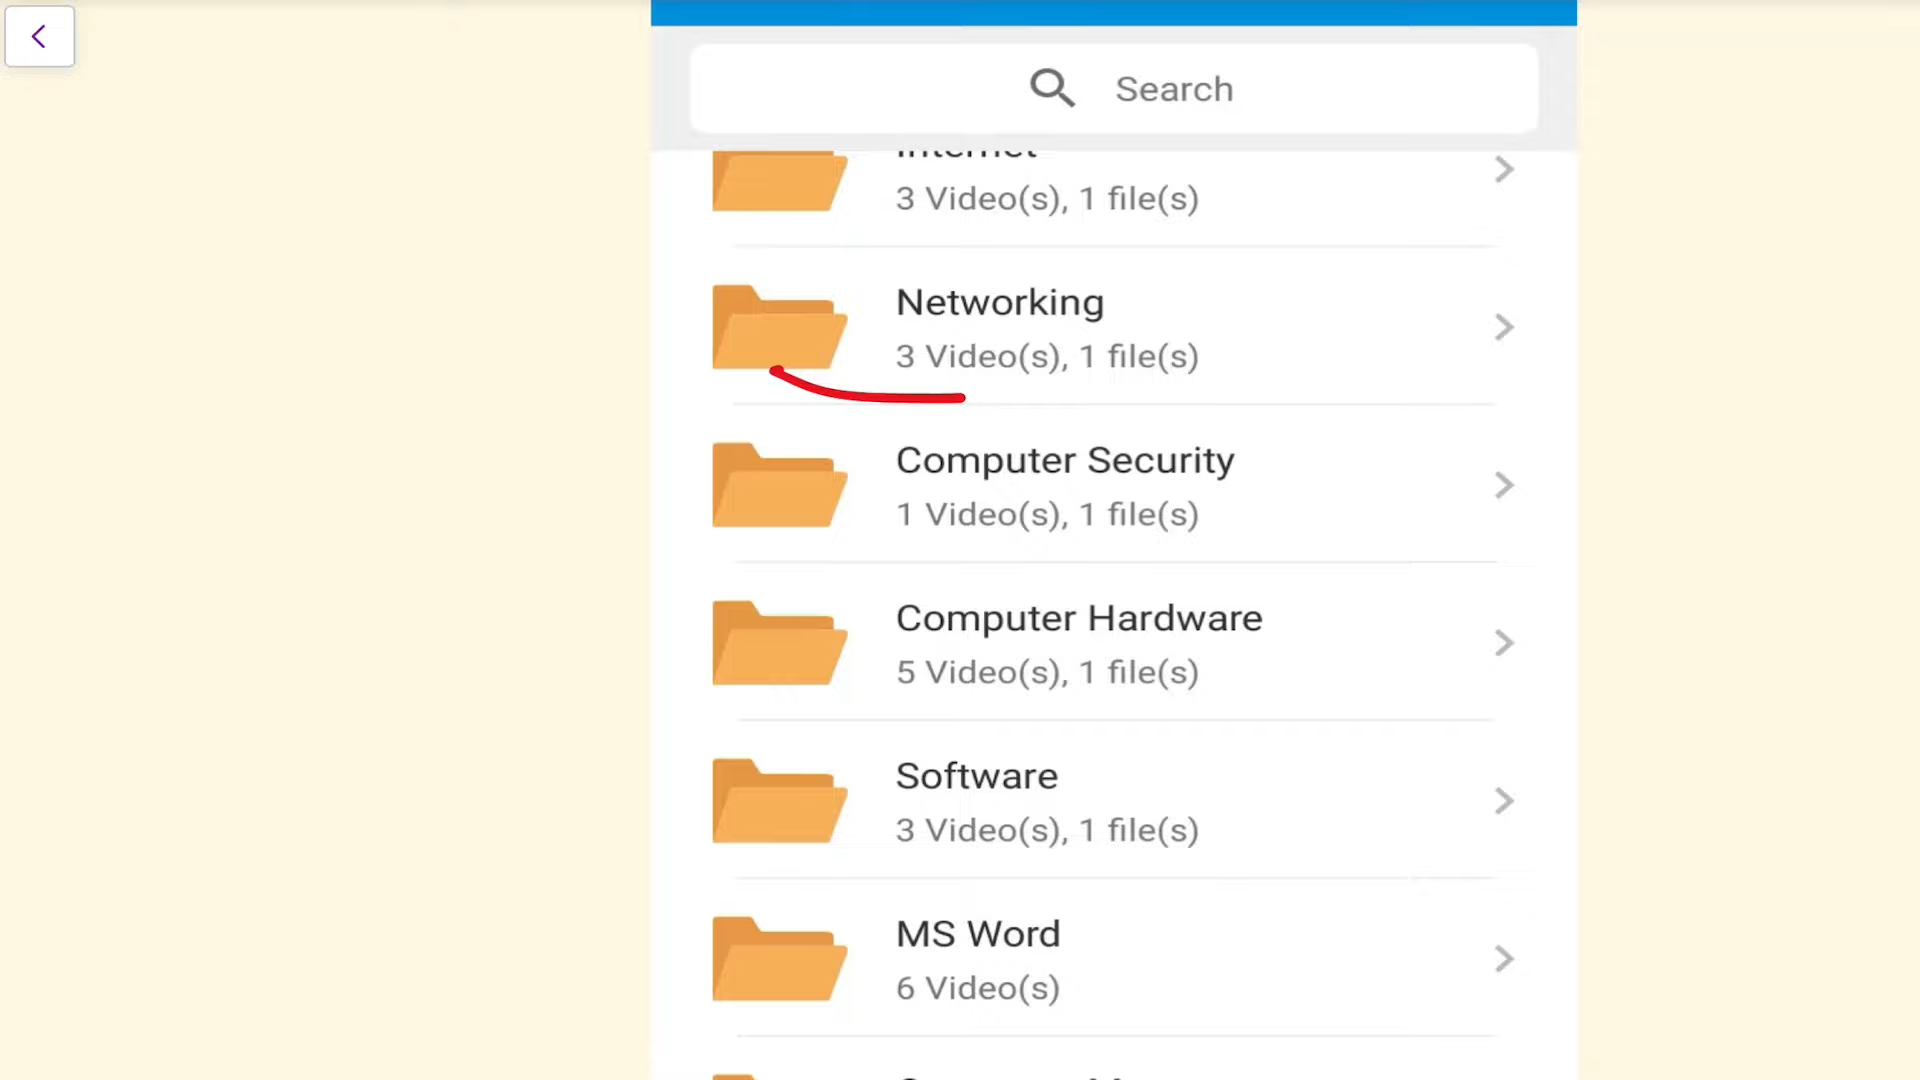 Search
Internet
3 Video(s), 1 file(s)
Networking
3 Video(s), 1 file(s)
Computer Security
1 Video(s), 1 file(s)
Computer Hardware
5 Video(s), 1 file(s)
Software
3 Video(s), 1 file(s)
MS Word
6 Video(s)